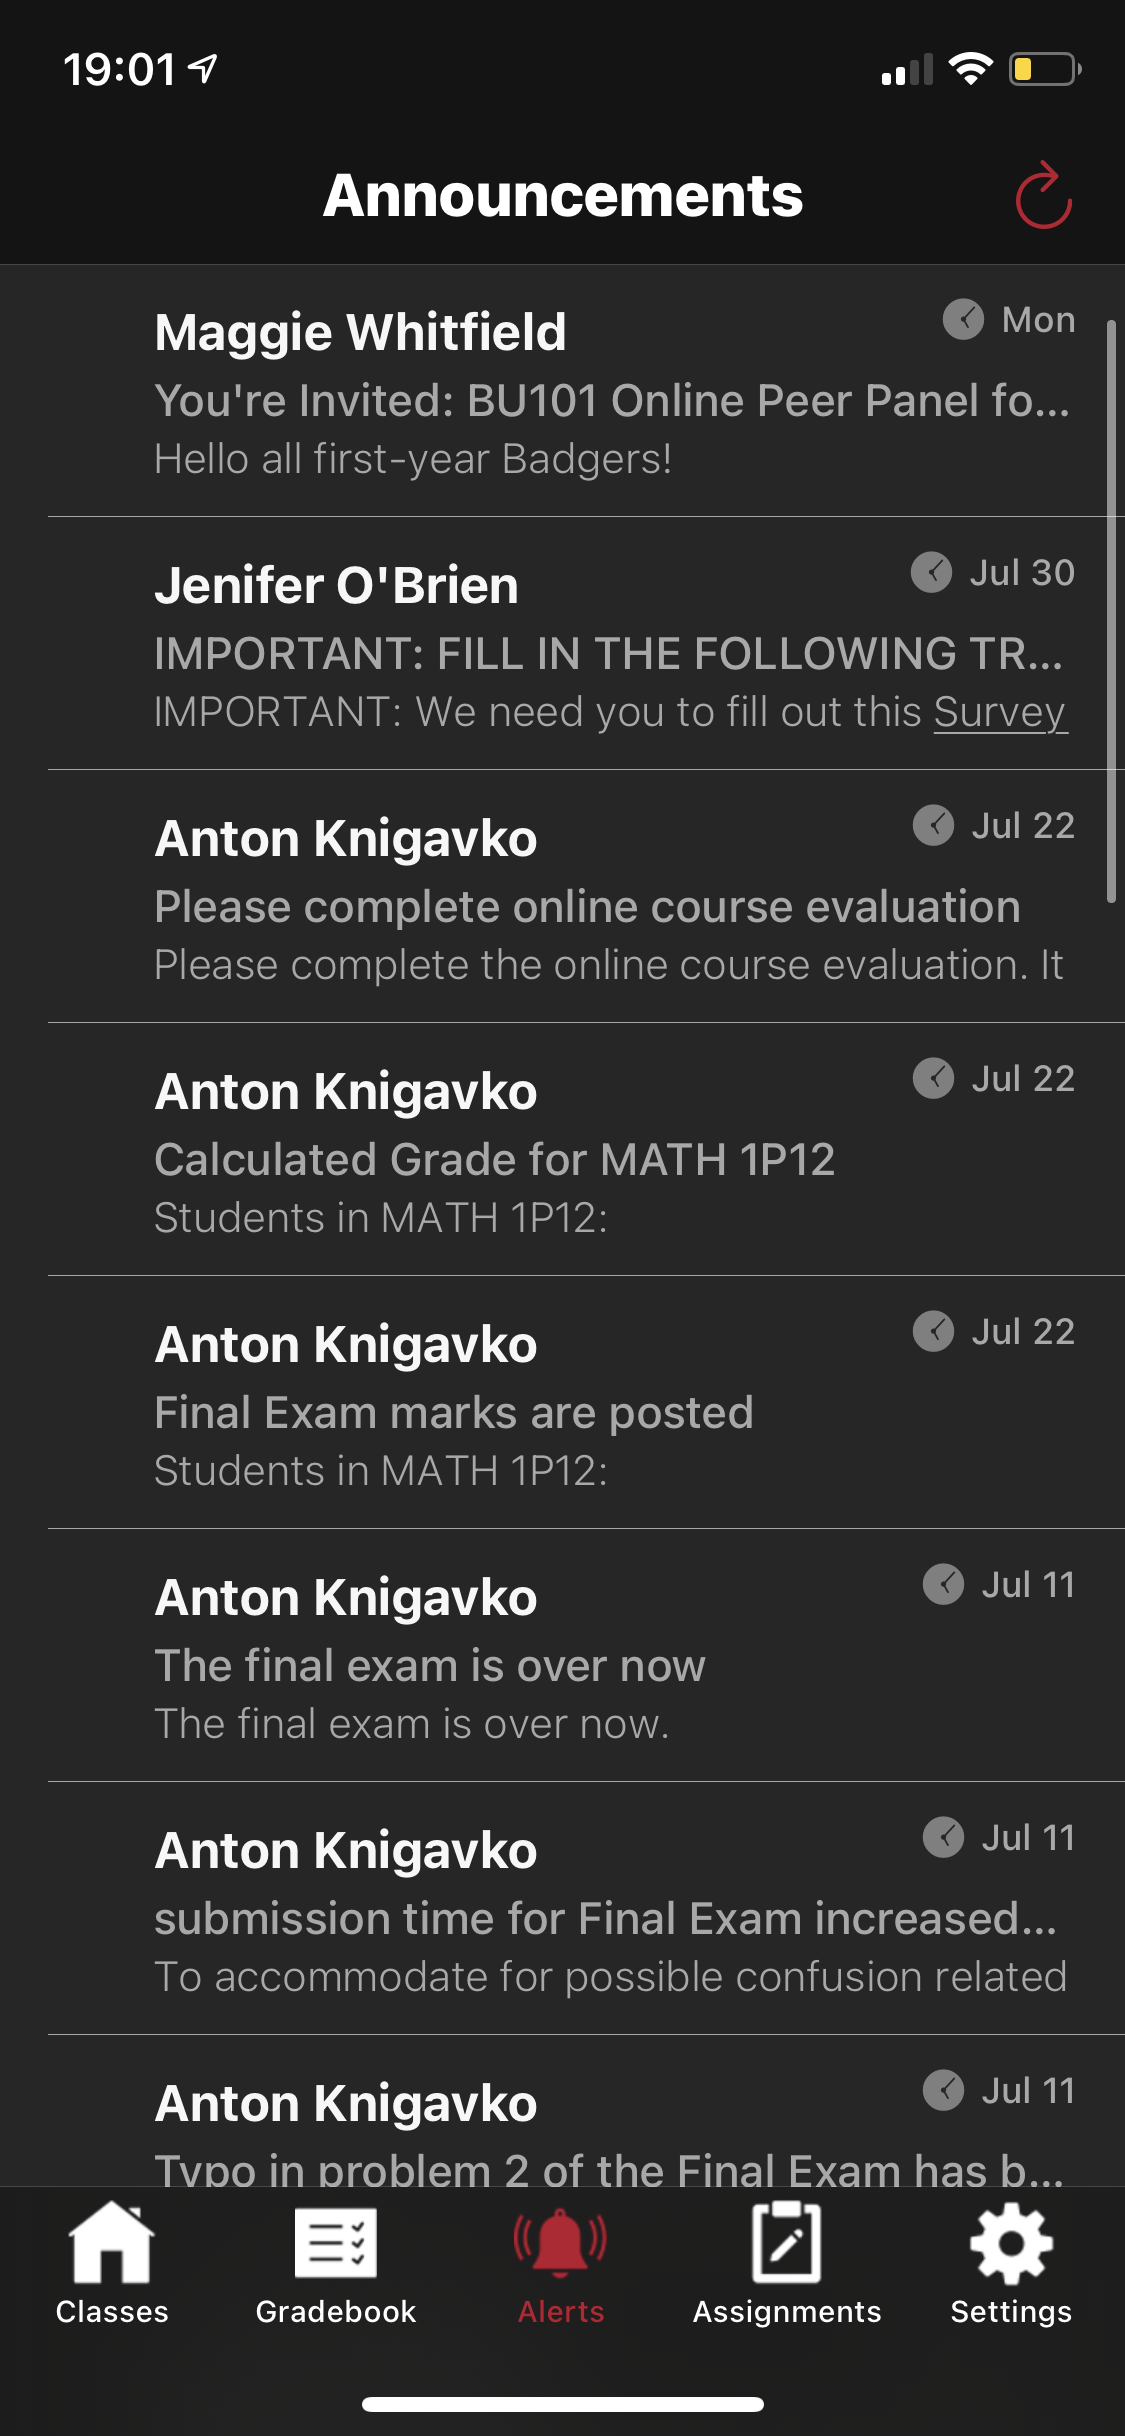 19:01
Announcements
Maggie Whitfield
Mon
You're Invited: BU101 Online Peer Panel fo...
Hello all first-year Badgers!
Jenifer O'Brien
Jul 30
IMPORTANT: FILL IN THE FOLLOWING TR...
IMPORTANT: We need you to fill out this Survey
Anton Knigavko
Jul 22
Please complete online course evaluation
Please complete the online course evaluation. It
Anton Knigavko
Jul 22
Calculated Grade for MATH 1P12
Students in MATH 1P12:
Anton Knigavko
Jul 22
Final Exam marks are posted
Students in MATH 1P12:
Anton Knigavko
Jul 11
The final exam is over now
The final exam is over now.
Anton Knigavko
Jul 11
submission time for Final Exam increased...
To accommodate for possible confusion related
Anton Knigavko
Jul 11
Typo in problem 2 of the Final Exam has b...
Classes
Gradebook
Alerts
Assignments
Settings